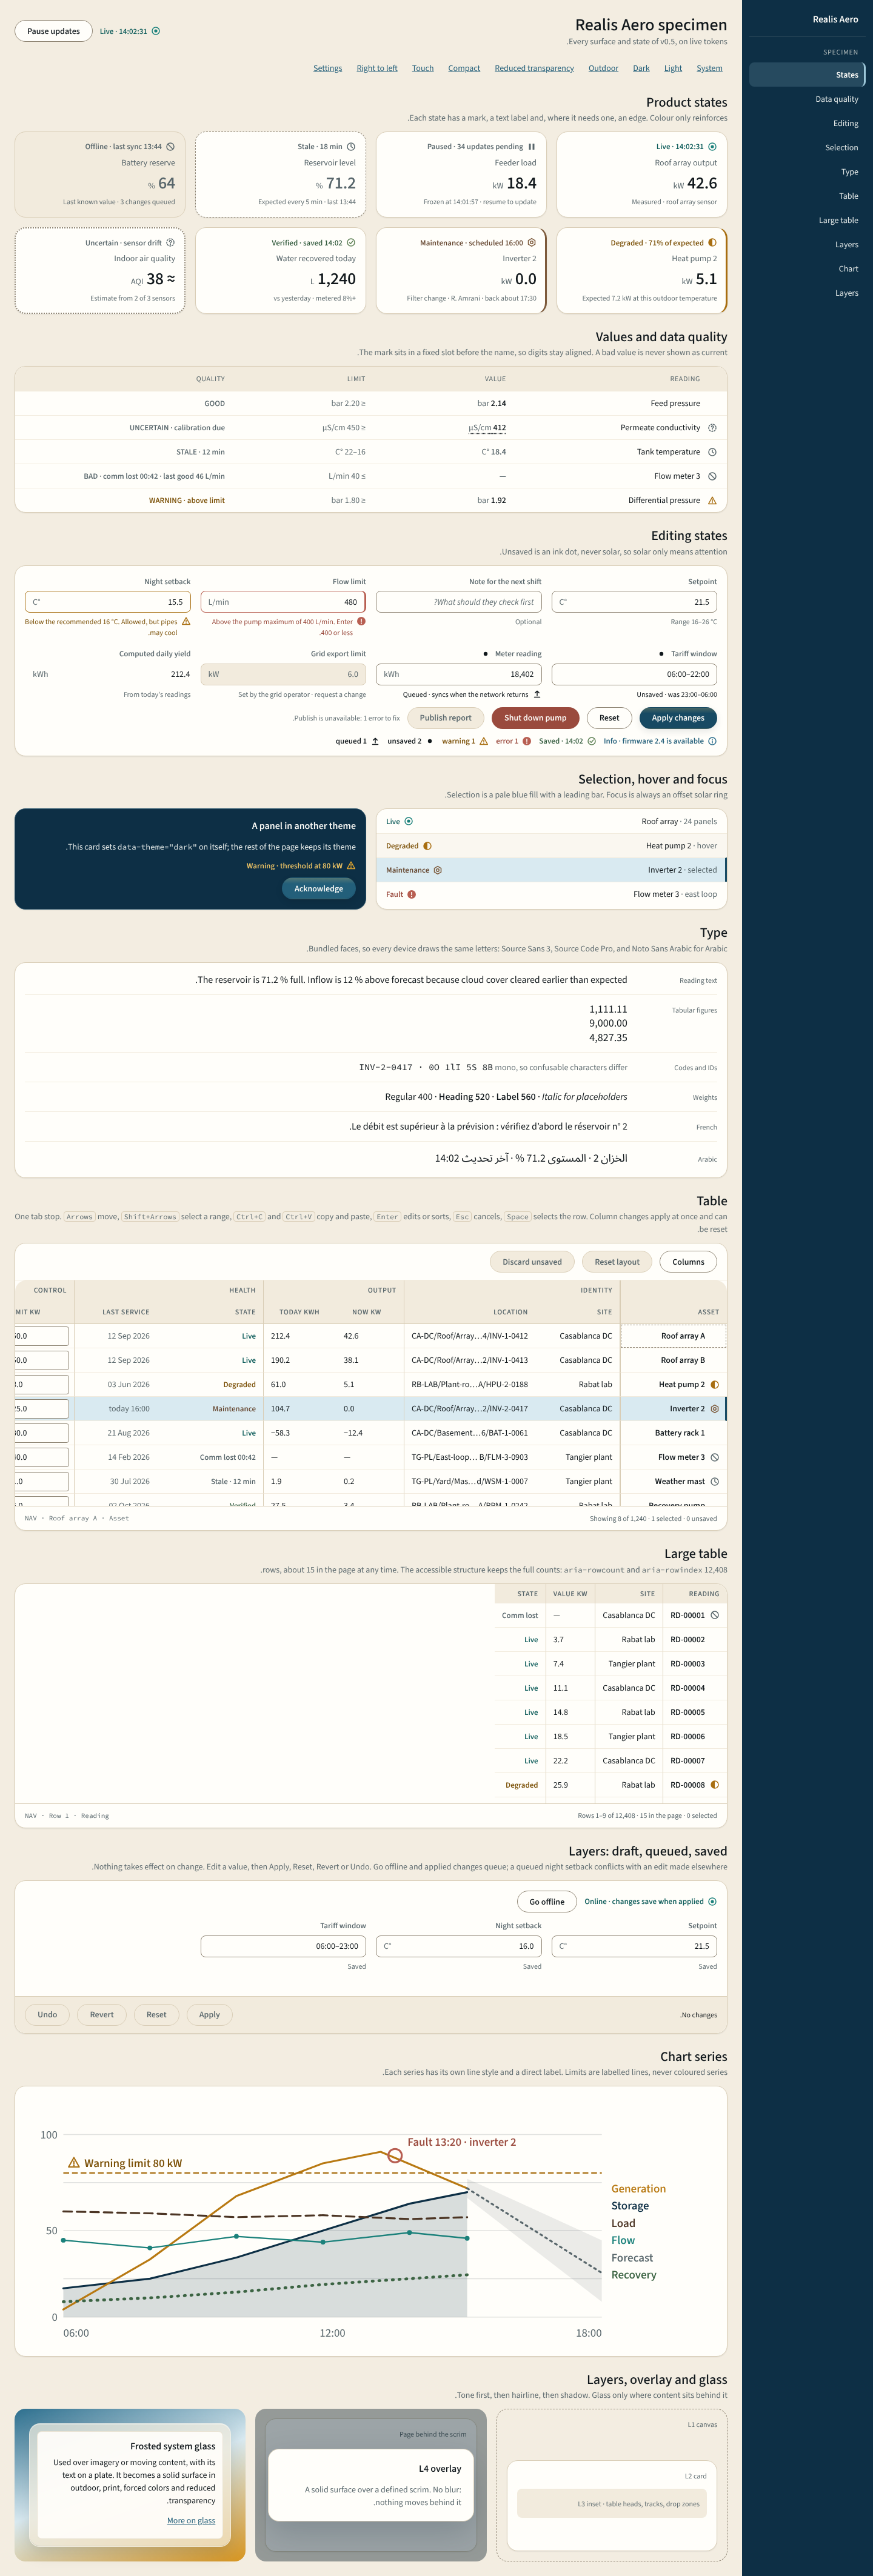 Realis Aero
SPECIMEN
States
Data quality
Editing
Selection
Type
Table
Large table
Layers
Chart
Layers
Realis Aero specimen
.Every surface and state of v0.5, on live tokens
Live · 14:02:31
Pause updates
System
Light
Dark
Outdoor
Reduced transparency
Compact
Touch
Right to left
Settings
Product states
.Each state has a mark, a text label and, where it needs one, an edge. Colour only reinforces
Live · 14:02:31
Roof array output
kW 42.6
Measured · roof array sensor
Paused · 34 updates pending
Feeder load
kW 18.4
Frozen at 14:01:57 · resume to update
Stale · 18 min
Reservoir level
% 71.2
Expected every 5 min · last 13:44
Offline · last sync 13:44
Battery reserve
% 64
Last known value · 3 changes queued
Degraded · 71% of expected
Heat pump 2
kW 5.1
Expected 7.2 kW at this outdoor temperature
Maintenance · scheduled 16:00
Inverter 2
kW 0.0
Filter change · R. Amrani · back about 17:30
Verified · saved 14:02
Water recovered today
L 1,240
vs yesterday · metered 8%+
Uncertain · sensor drift
Indoor air quality
AQI 38 ≈
Estimate from 2 of 3 sensors
Values and data quality
.The mark sits in a fixed slot before the name, so digits stay aligned. A bad value is never shown as current
READING
VALUE
LIMIT
QUALITY
Feed pressure
bar 2.14
bar 2.20 ≥
GOOD
Permeate conductivity
µS/cm 412
µS/cm 450 ≥
UNCERTAIN · calibration due
Tank temperature
C° 18.4
C° 22–16
STALE · 12 min
Flow meter 3
—
L/min 40 ≤
BAD · comm lost 00:42 · last good 46 L/min
Differential pressure
bar 1.92
bar 1.80 ≥
WARNING · above limit
Editing states
.Unsaved is an ink dot, never solar, so solar only means attention
Setpoint
C° 21.5
Range 16–26 °C
Note for the next shift
?What should they check first
Optional
Flow limit
L/min 480
Above the pump maximum of 400 L/min. Enter
.400 or less
Night setback
C° 15.5
Below the recommended 16 °C. Allowed, but pipes
.may cool
Tariff window
06:00–22:00
Unsaved · was 23:00–06:00
Meter reading
kWh 18,402
Queued · syncs when the network returns
Grid export limit
kW 6.0
Set by the grid operator · request a change
Computed daily yield
kWh 212.4
From today's readings
Apply changes
Reset
Shut down pump
Publish report
.Publish is unavailable: 1 error to fix
Info · firmware 2.4 is available
Saved · 14:02
error 1
warning 1
unsaved 2
queued 1
Selection, hover and focus
.Selection is a pale blue fill with a leading bar. Focus is always an offset solar ring
Roof array · 24 panels
Live
Heat pump 2 · hover
Degraded
Inverter 2 · selected
Maintenance
Flow meter 3 · east loop
Fault
A panel in another theme
.This card sets data-theme="dark" on itself; the rest of the page keeps its theme
Warning · threshold at 80 kW
Acknowledge
Type
.Bundled faces, so every device draws the same letters: Source Sans 3, Source Code Pro, and Noto Sans Arabic for Arabic
Reading text
.The reservoir is 71.2 % full. Inflow is 12 % above forecast because cloud cover cleared earlier than expected
Tabular figures
1,111.11
9,000.00
4,827.35
Codes and IDs
INV-2-0417 · 0O 1lI 5S 8B mono, so confusable characters differ
Weights
Regular 400 · Heading 520 · Label 560 · Italic for placeholders
French
.Le débit est supérieur à la prévision : vérifiez d'abord le réservoir n° 2
Arabic
الخزان 2 · المستوى 71.2 % · آخر تحديث 14:02
Table
One tab stop. Arrows move, Shift+Arrows select a range, Ctrl+C and Ctrl+V copy and paste, Enter edits or sorts, Esc cancels, Space selects the row. Column changes apply at once and can
.be reset
Columns
Reset layout
Discard unsaved
IDENTITY
OUTPUT
HEALTH
CONTROL
ASSET
SITE
LOCATION
NOW KW
TODAY KWH
STATE
LAST SERVICE
MIT KW
Roof array A
Casablanca DC
CA-DC/Roof/Array…4/INV-1-0412
42.6
212.4
Live
12 Sep 2026
Roof array B
Casablanca DC
CA-DC/Roof/Array…2/INV-1-0413
38.1
190.2
Live
12 Sep 2026
Heat pump 2
Rabat lab
RB-LAB/Plant-ro…A/HPU-2-0188
5.1
61.0
Degraded
03 Jun 2026
Inverter 2
Casablanca DC
CA-DC/Roof/Array…2/INV-2-0417
0.0
104.7
Maintenance
today 16:00
Battery rack 1
Casablanca DC
CA-DC/Basement…6/BAT-1-0061
−12.4
−58.3
Live
21 Aug 2026
Flow meter 3
Tangier plant
TG-PL/East-loop… B/FLM-3-0903
—
—
Comm lost 00:42
14 Feb 2026
Weather mast
Tangier plant
TG-PL/Yard/Mas…d/WSM-1-0007
0.2
1.9
Stale · 12 min
30 Jul 2026
Showing 8 of 1,240 · 1 selected · 0 unsaved
NAV · Roof array A · Asset
Large table
.rows, about 15 in the page at any time. The accessible structure keeps the full counts: aria-rowcount and aria-rowindex 12,408
READING
SITE
VALUE KW
STATE
RD-00001
Casablanca DC
—
Comm lost
RD-00002
Rabat lab
3.7
Live
RD-00003
Tangier plant
7.4
Live
RD-00004
Casablanca DC
11.1
Live
RD-00005
Rabat lab
14.8
Live
RD-00006
Tangier plant
18.5
Live
RD-00007
Casablanca DC
22.2
Live
RD-00008
Rabat lab
25.9
Degraded
Rows 1–9 of 12,408 · 15 in the page · 0 selected
NAV · Row 1 · Reading
Layers: draft, queued, saved
.Nothing takes effect on change. Edit a value, then Apply, Reset, Revert or Undo. Go offline and applied changes queue; a queued night setback conflicts with an edit made elsewhere
Online · changes save when applied
Go offline
Setpoint
C° 21.5
Saved
Night setback
C° 16.0
Saved
Tariff window
06:00–23:00
Saved
.No changes
Apply
Reset
Revert
Undo
Chart series
.Each series has its own line style and a direct label. Limits are labelled lines, never coloured series
100
50
0
Warning limit 80 kW
Fault 13:20 · inverter 2
Generation
Storage
Load
Flow
Forecast
Recovery
06:00
12:00
18:00
Layers, overlay and glass
.Tone first, then hairline, then shadow. Glass only where content sits behind it
L1 canvas
L2 card
L3 inset · table heads, tracks, drop zones
Page behind the scrim
L4 overlay
A solid surface over a defined scrim. No blur:
.nothing moves behind it
Frosted system glass
Used over imagery or moving content, with its
text on a plate. It becomes a solid surface in
outdoor, print, forced colors and reduced
.transparency
More on glass